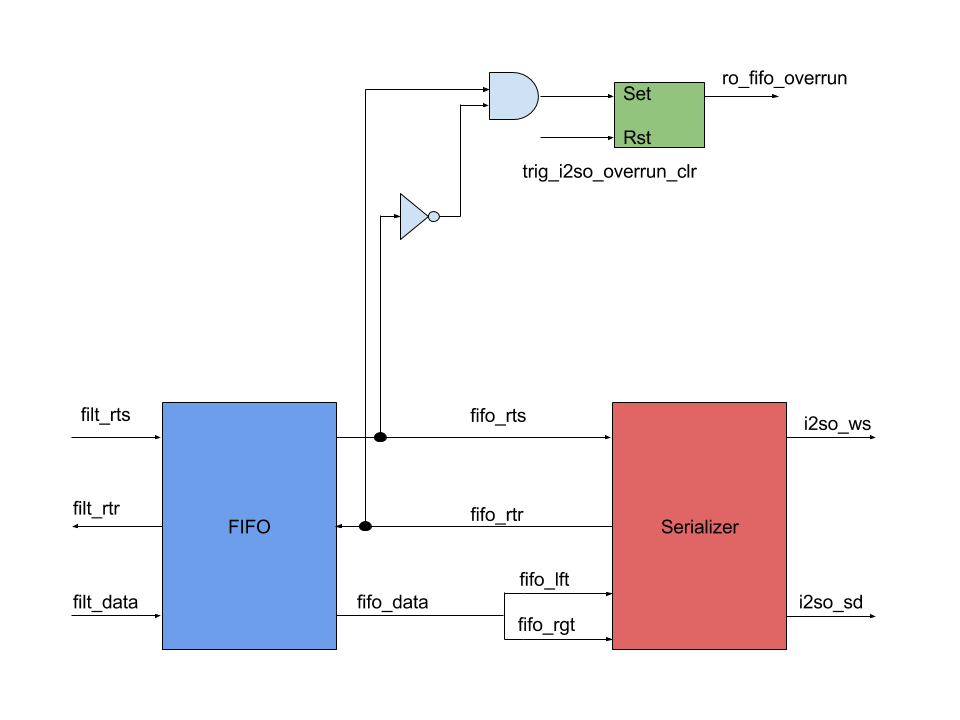 ro_fifo_overrun
Set
Rst
trig_i2so_overrun_clr
filt_rts
fifo_rts
i2so_ws
filt_rtr
fifo_rtr
FIFO
Serializer
fifo_lft
filt_data
fifo_data
i2so_sd
fifo_rgt